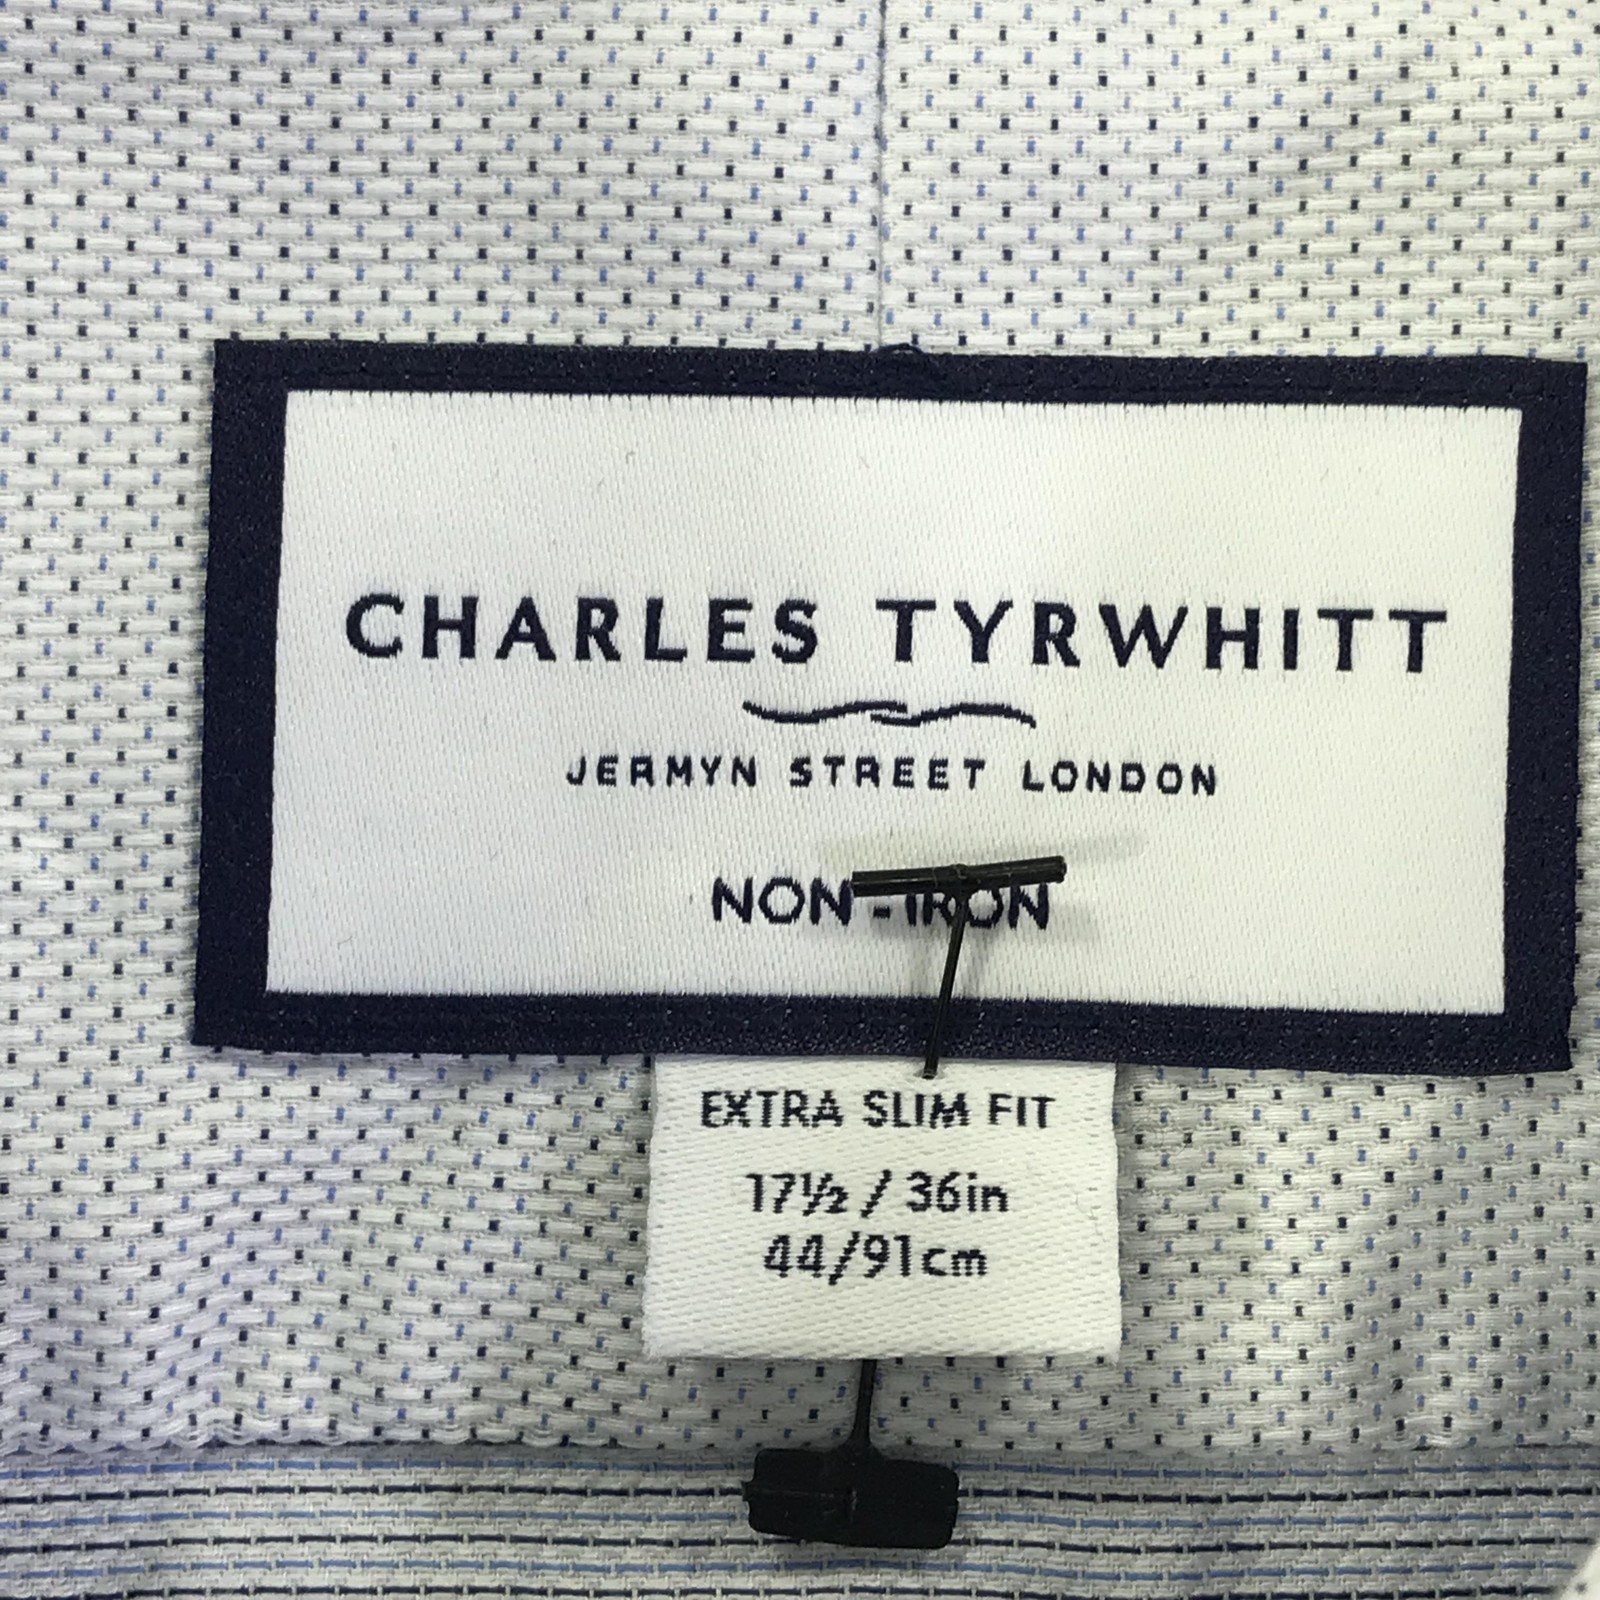 CHARLES TYRWHITT
JERMYN STREET LONDON
NON-IRON
EXTRA SLIM FIT
17½ / 36in
44/91cm